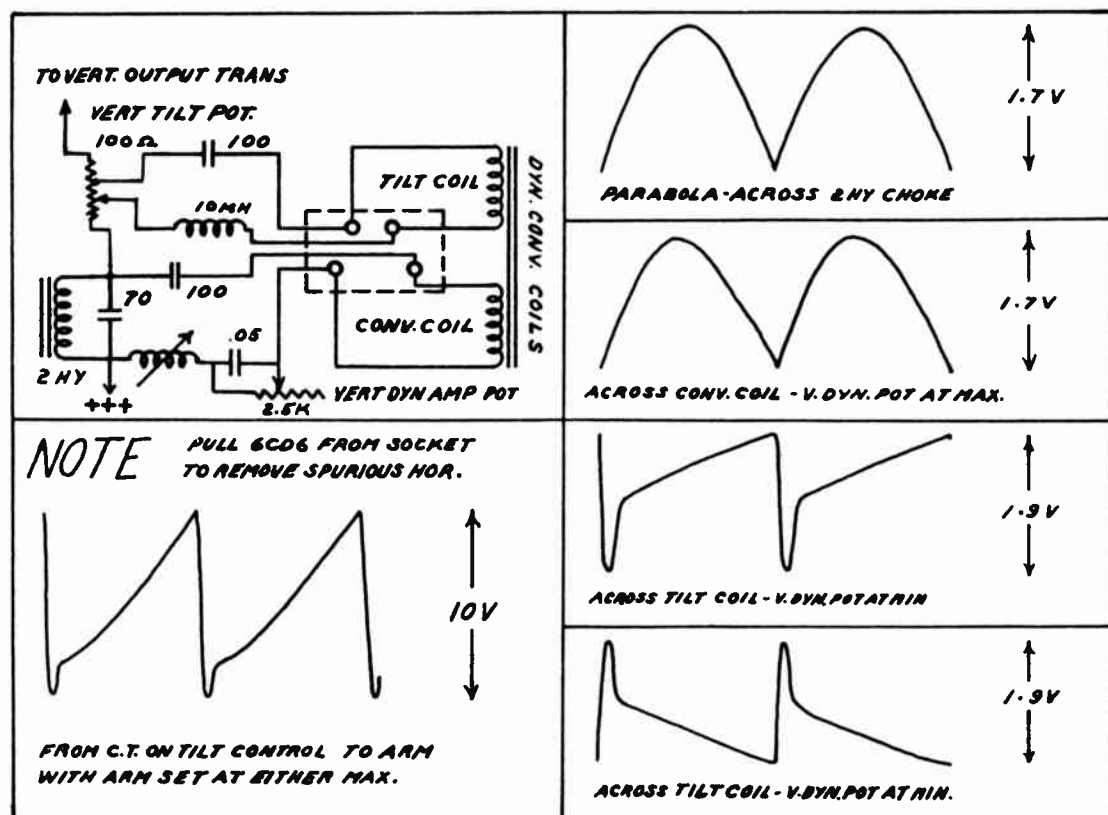 TO VERT. OUTPUT TRANS
VERT TILT POT.
100Ω
100
TILT COIL
10MH
DYN. CONV. COILS
100
70
.05
CONV. COIL
2 HY
+++
2.5K
VERT DYN AMP POT
NOTE PULL 6CD6 FROM SOCKET
TO REMOVE SPURIOUS HOR.
10V
FROM C.T. ON TILT CONTROL TO ARM
WITH ARM SET AT EITHER MAX.
1.7V
PARABOLA-ACROSS 2HY CHOKE
1.7V
ACROSS CONV. COIL - V. DYN. POT AT MAX.
1.9V
ACROSS TILT COIL - V. DYN. POT AT MIN
1.9V
ACROSS TILT COIL - V. DYN. POT AT MIN.